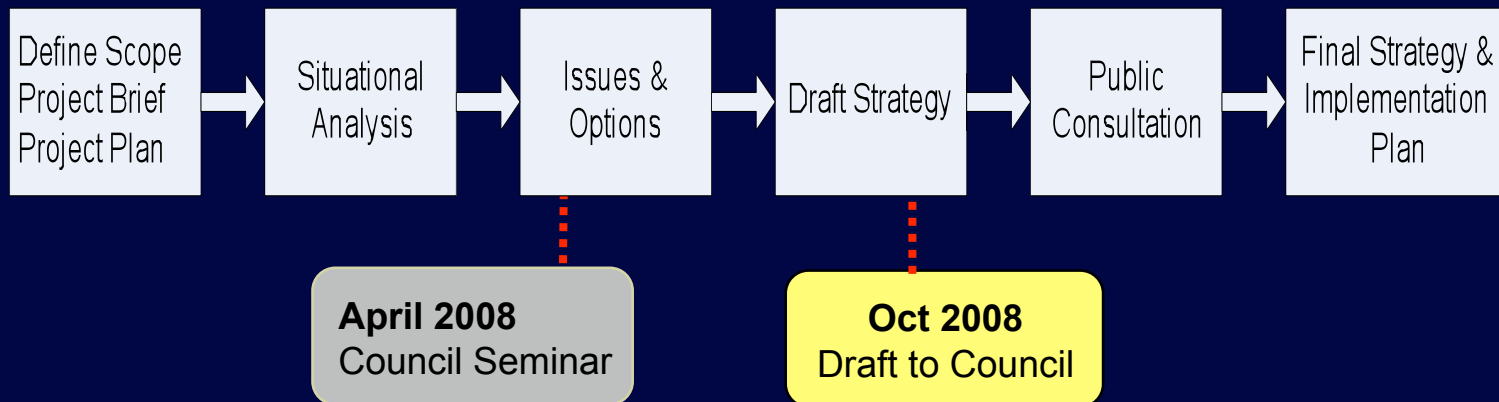 Define Scope
Project Brief
Project Plan
Situational
Analysis
Issues &
Options
Draft Strategy
Public
Consultation
Final Strategy &
Implementation
Plan
April 2008
Council Seminar
Oct 2008
Draft to Council